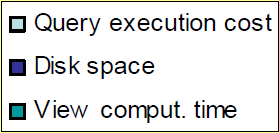 Query execution cost
Disk space
View comput. time